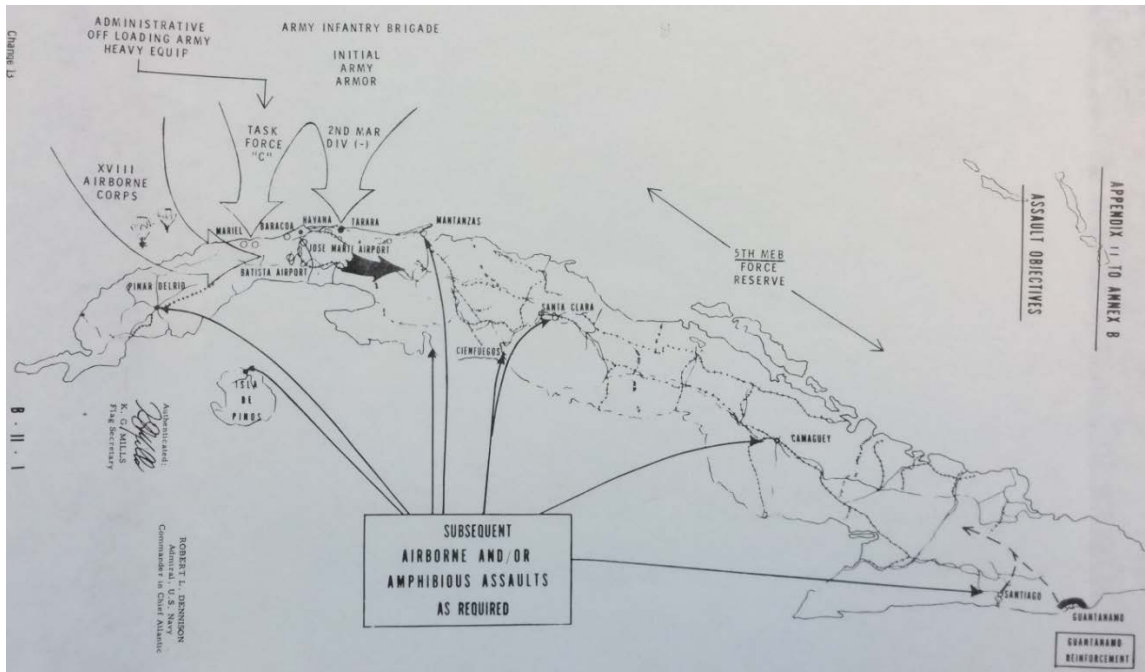 ADMINISTRATIVE
OFF LOADING ARMY
HEAVY EQUIP
ARMY INFANTRY BRIGADE
INITIAL
ARMY
ARMOR
TASK
FORCE
"C"
2ND MAR
DIV (-)
XVIII
AIRBORNE
CORPS
MARIEL
BARACOA
HAVANA
TARARA
MANTANZAS
JOSE MARTI AIRPORT
BATISTA AIRPORT
PINAR DELRIO
SANTA CLARA
CIENFUEGOS
ISLA
DE
PINOS
5TH MEB
FORCE
RESERVE
CAMAGUEY
SANTIAGO
GUANTANAMO
GUANTANAMO
REINFORCEMENT
SUBSEQUENT
AIRBORNE AND/OR
AMPHIBIOUS ASSAULTS
AS REQUIRED
APPENDIX 11 TO ANNEX B
ASSAULT OBJECTIVES
Authenticated:
K. G. MILLS
Flag Secretary
ROBERT L. DENNISON
Admiral, U.S. Navy
Commander in Chief Atlantic
B-11-1
Change